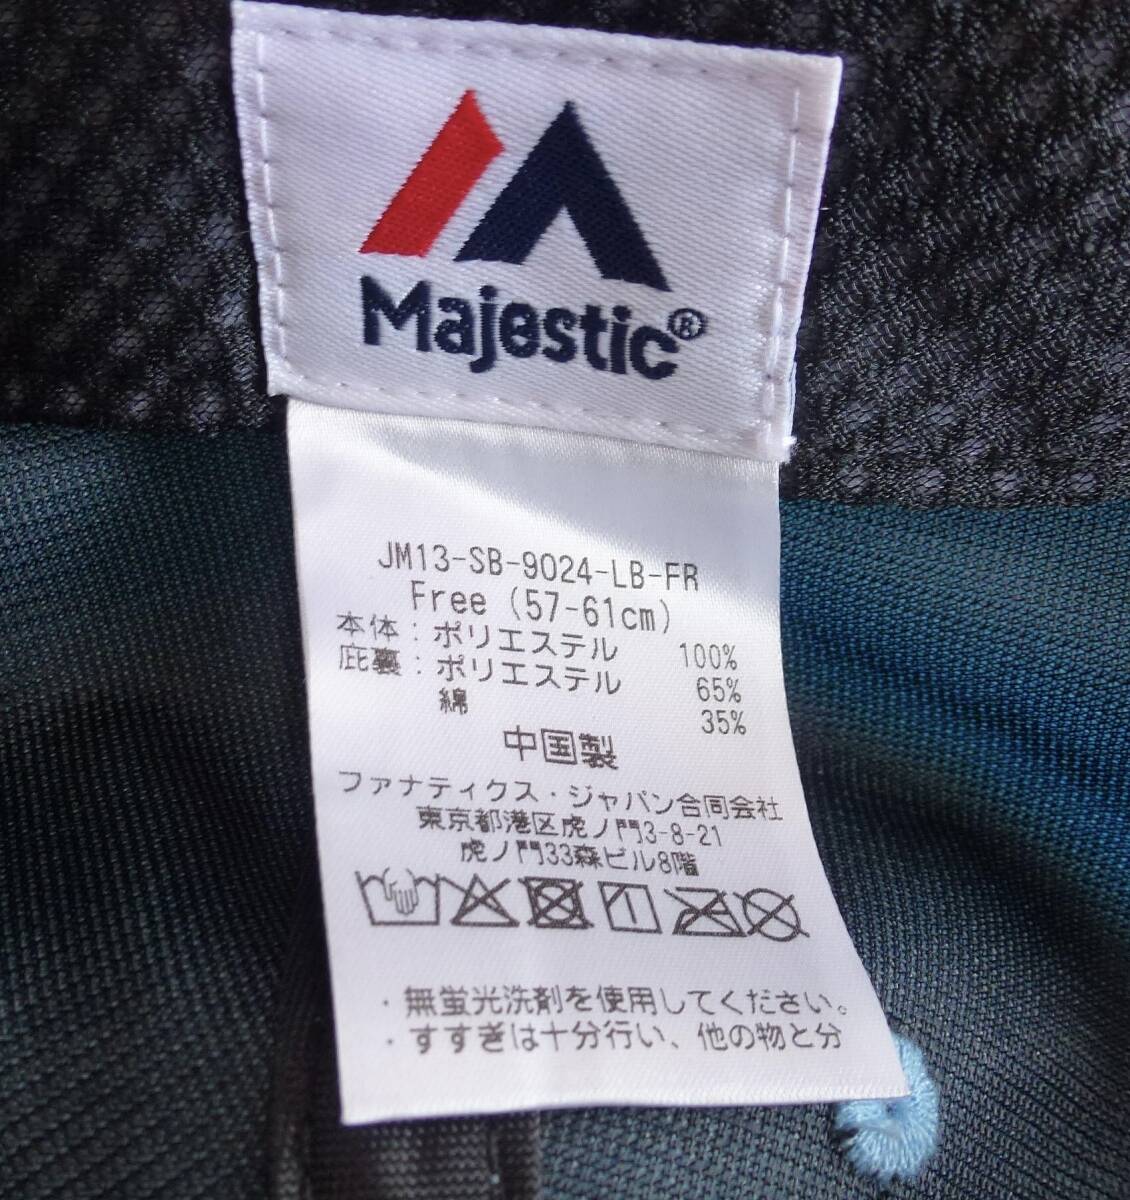 Majestic®
JM13-SB-9024-LB-FR
Free (57-61cm)
本体：ポリエステル 100%
庇裏：ポリエステル 65%
綿 35%
中国製
ファナティクス・ジャパン合同会社
東京都港区虎ノ門3-8-21
虎ノ門33森ビル8階
・無蛍光洗剤を使用してください。
・すすぎは十分行い、他の物と分